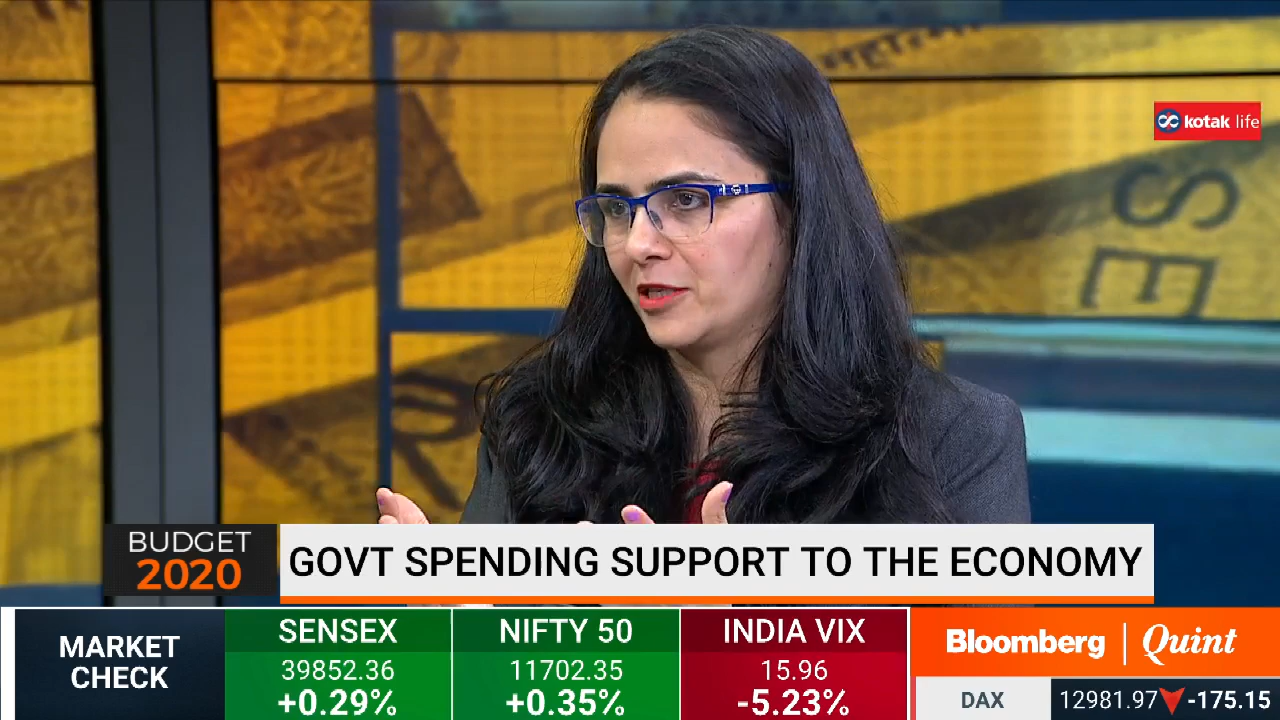 kotak life
SE
R
BUDGET
2020
GOVT SPENDING SUPPORT TO THE ECONOMY
MARKET
CHECK
SENSEX
39852.36
+0.29%
NIFTY 50
11702.35
+0.35%
INDIA VIX
15.96
-5.23%
Bloomberg | Quint
DAX
12981.97 -175.15